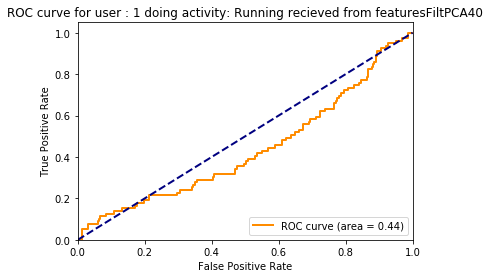 ROC curve for user : 1 doing activity: Running recieved from featuresFiltPCA40
1.0
0.8
0.6
0.4
0.2
0.0
True Positive Rate
ROC curve (area = 0.44)
0.0 0.2 0.4 0.6 0.8 1.0
False Positive Rate